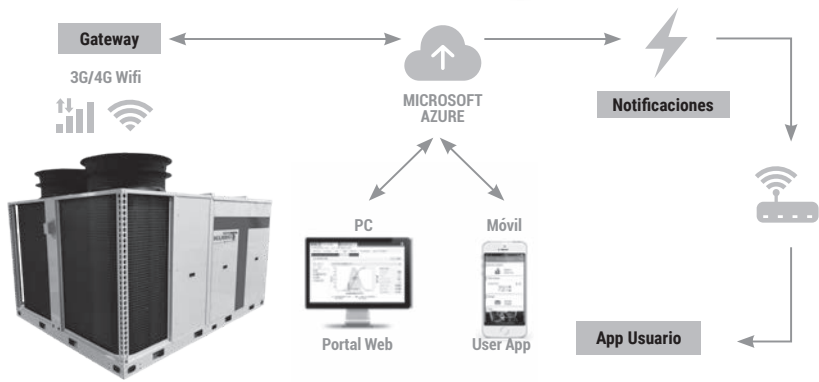 Gateway
3G/4G Wifi
MICROSOFT
AZURE
Notificaciones
PC
Móvil
Portal Web
User App
App Usuario